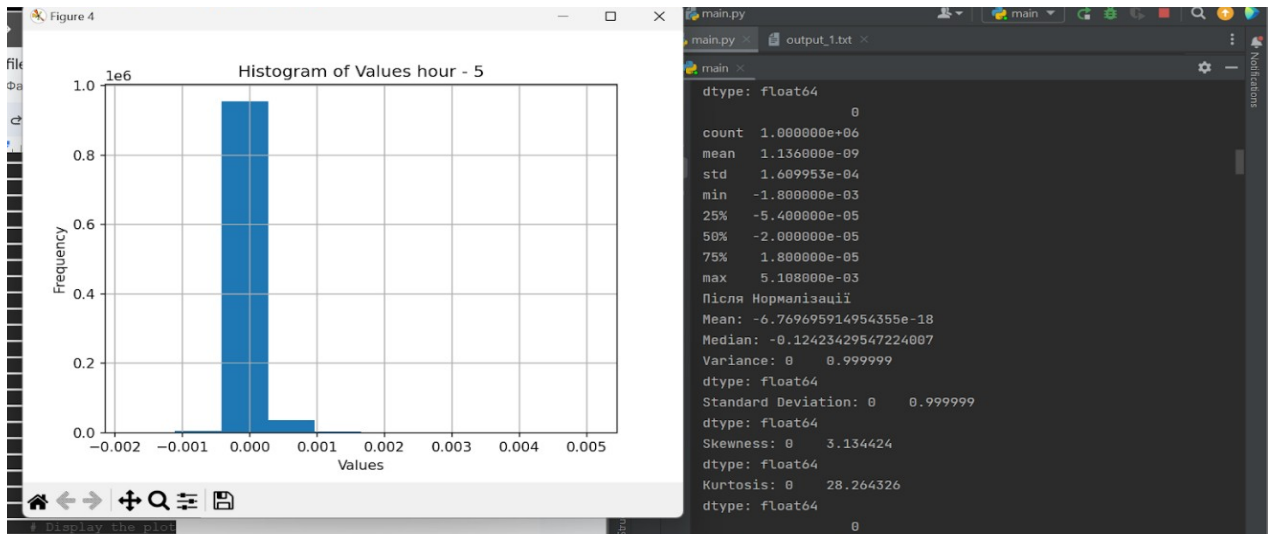 Figure 4
file
Фа
Histogram of Values hour - 5
1e6
1.0
0.8
0.6
0.4
0.2
0.0
Frequency
−0.002 −0.001 0.000 0.001 0.002 0.003 0.004 0.005
Values
# Display the plot
main.py
main
main.py
output_1.txt
main
Notifications
dtype: float64
0
count 1.000000e+06
mean 1.136000e-09
std 1.609953e-04
min -1.800000e-03
25% -5.400000e-05
50% -2.000000e-05
75% 1.800000e-05
max 5.108000e-03
Після Нормалізації
Mean: -6.769695914954355e-18
Median: -0.12423429547224007
Variance: 0 0.999999
dtype: float64
Standard Deviation: 0 0.999999
dtype: float64
Skewness: 0 3.134424
dtype: float64
Kurtosis: 0 28.264326
dtype: float64
0